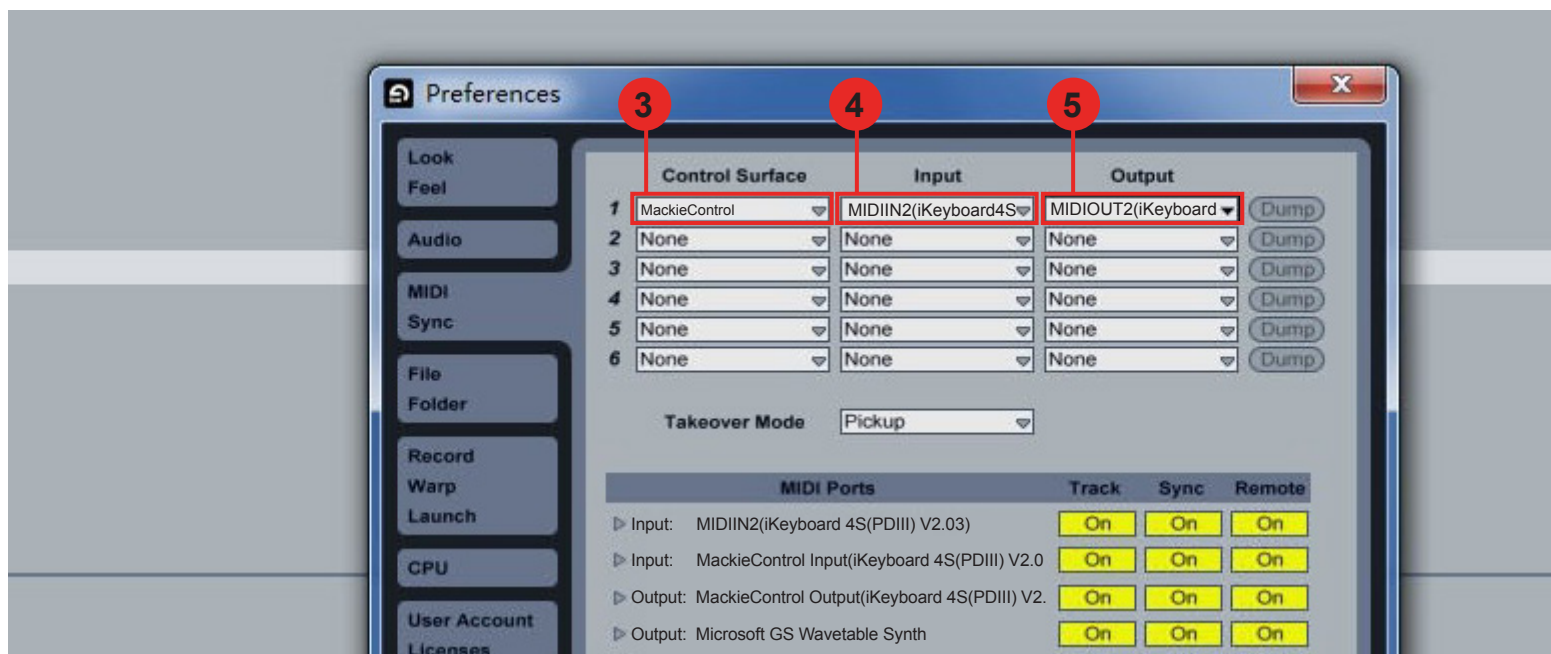 Preferences
3
4
5
Look
Feel
Audio
MIDI
Sync
File
Folder
Record
Warp
Launch
CPU
User Account
Licenses
Control Surface Input Output
1 MackieControl MIDIIN2(iKeyboard4S MIDIOUT2(iKeyboard Dump
2 None None None Dump
3 None None None Dump
4 None None None Dump
5 None None None Dump
6 None None None Dump
Takeover Mode Pickup
MIDI Ports Track Sync Remote
Input: MIDIIN2(iKeyboard 4S(PDIII) V2.03) On On On
Input: MackieControl Input(iKeyboard 4S(PDIII) V2.0 On On On
Output: MackieControl Output(iKeyboard 4S(PDIII) V2. On On On
Output: Microsoft GS Wavetable Synth On On On